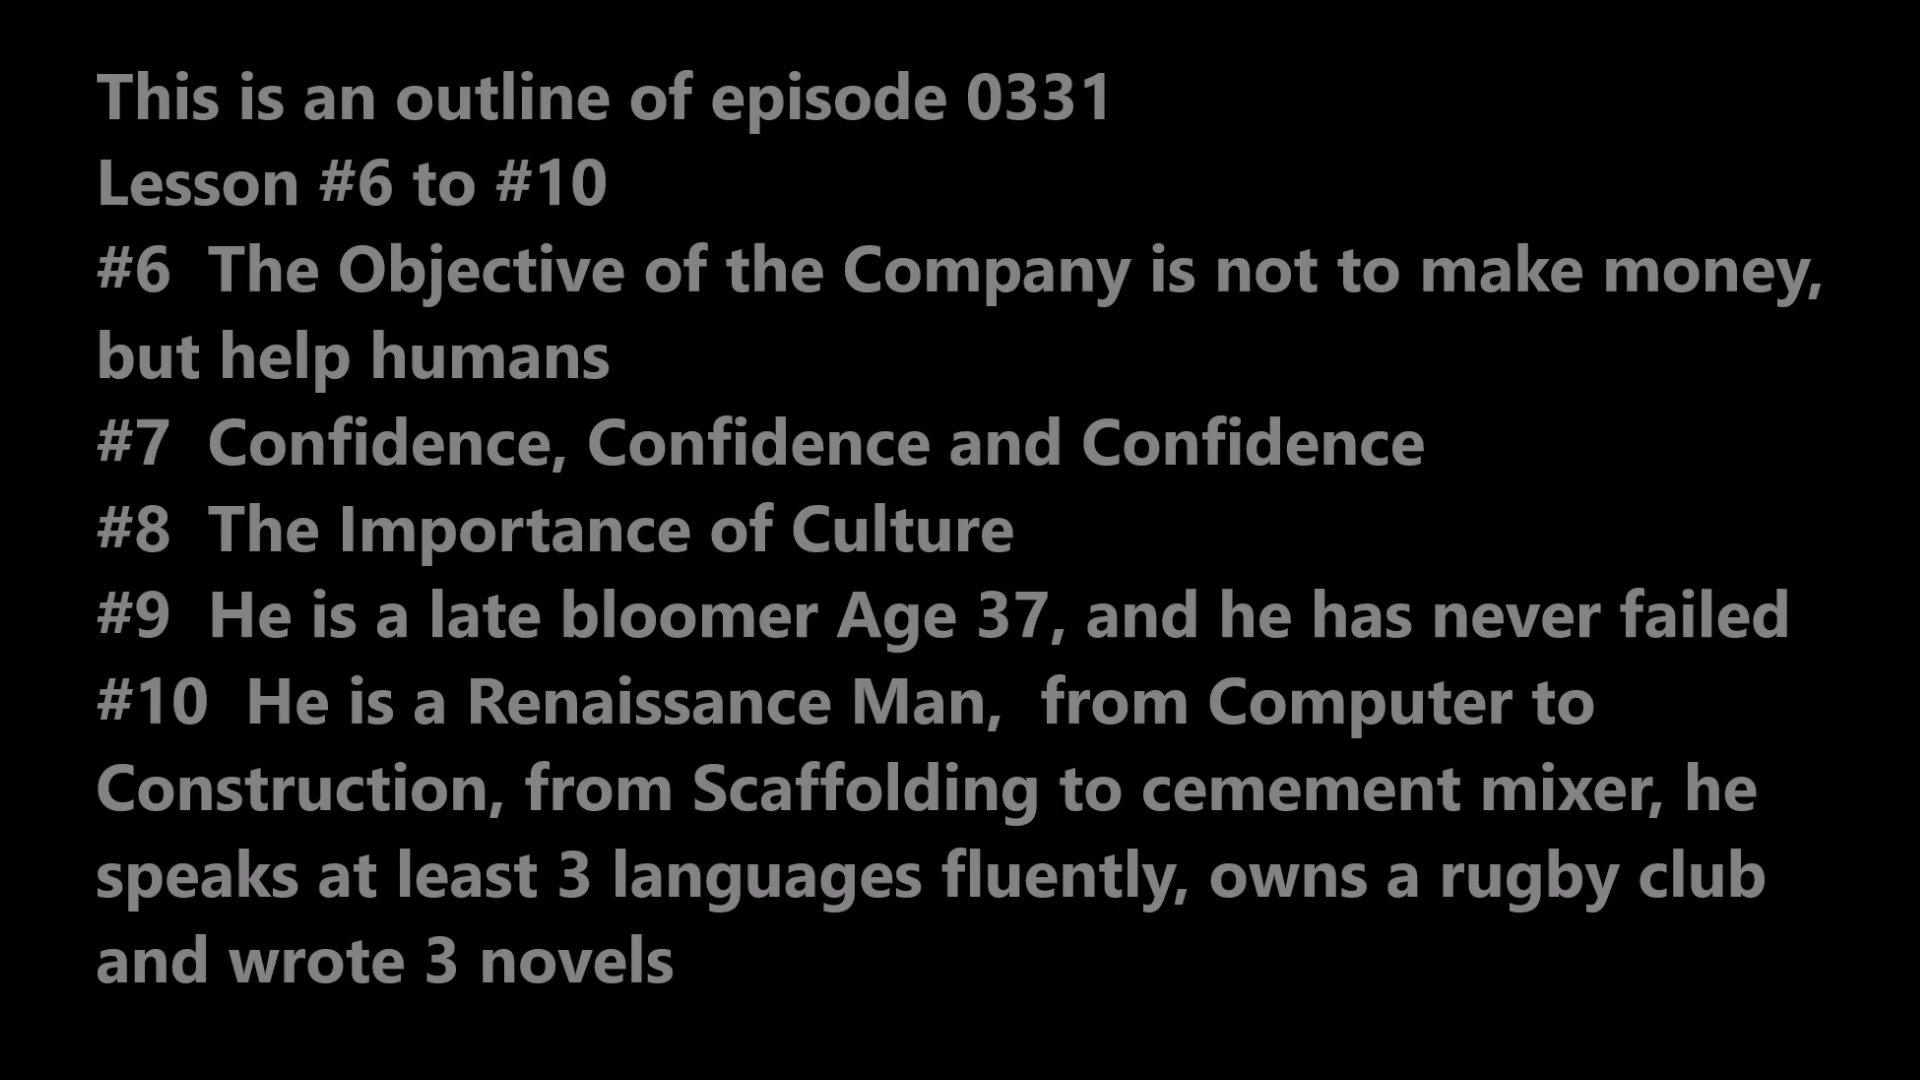 This is an outline of episode 0331
Lesson #6 to #10
#6  The Objective of the Company is not to make money,
but help humans
#7  Confidence, Confidence and Confidence
#8  The Importance of Culture
#9  He is a late bloomer Age 37, and he has never failed
#10  He is a Renaissance Man,  from Computer to
Construction, from Scaffolding to cemement mixer, he
speaks at least 3 languages fluently, owns a rugby club
and wrote 3 novels